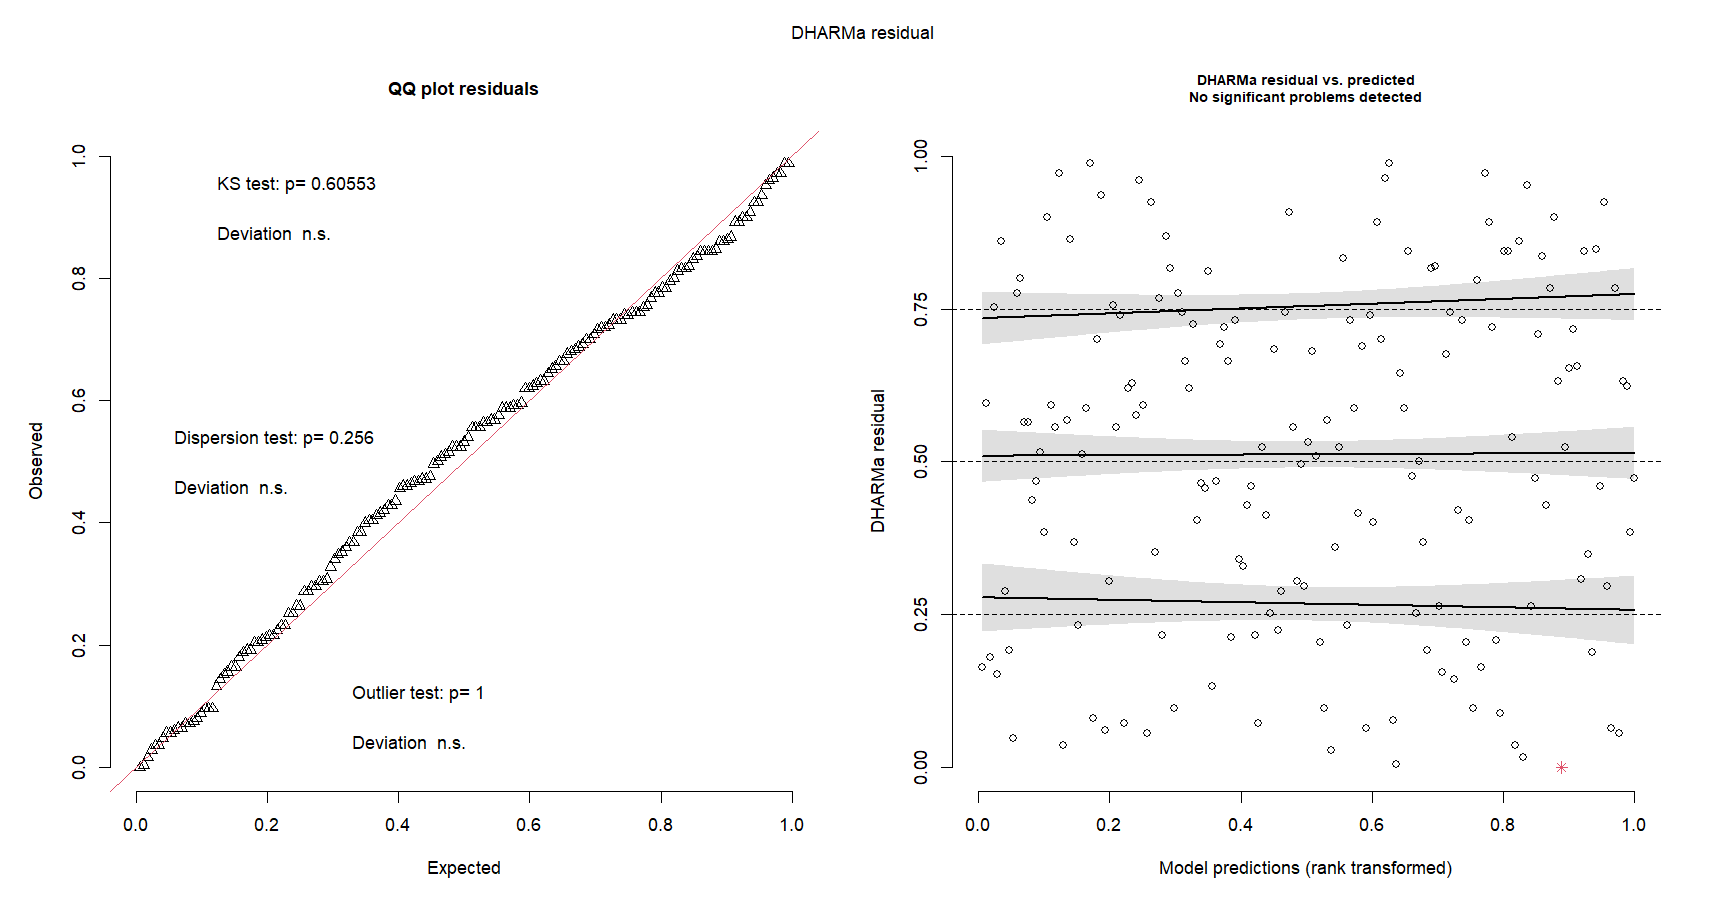 DHARMa residual
QQ plot residuals
KS test: p= 0.60553
Deviation  n.s.
Dispersion test: p= 0.256
Deviation  n.s.
Outlier test: p= 1
Deviation  n.s.
Observed
1.0
0.8
0.6
0.4
0.2
0.0
0.0 0.2 0.4 0.6 0.8 1.0
Expected
DHARMa residual vs. predicted
No significant problems detected
DHARMa residual
1.00
0.75
0.50
0.25
0.00
0.0 0.2 0.4 0.6 0.8 1.0
Model predictions (rank transformed)